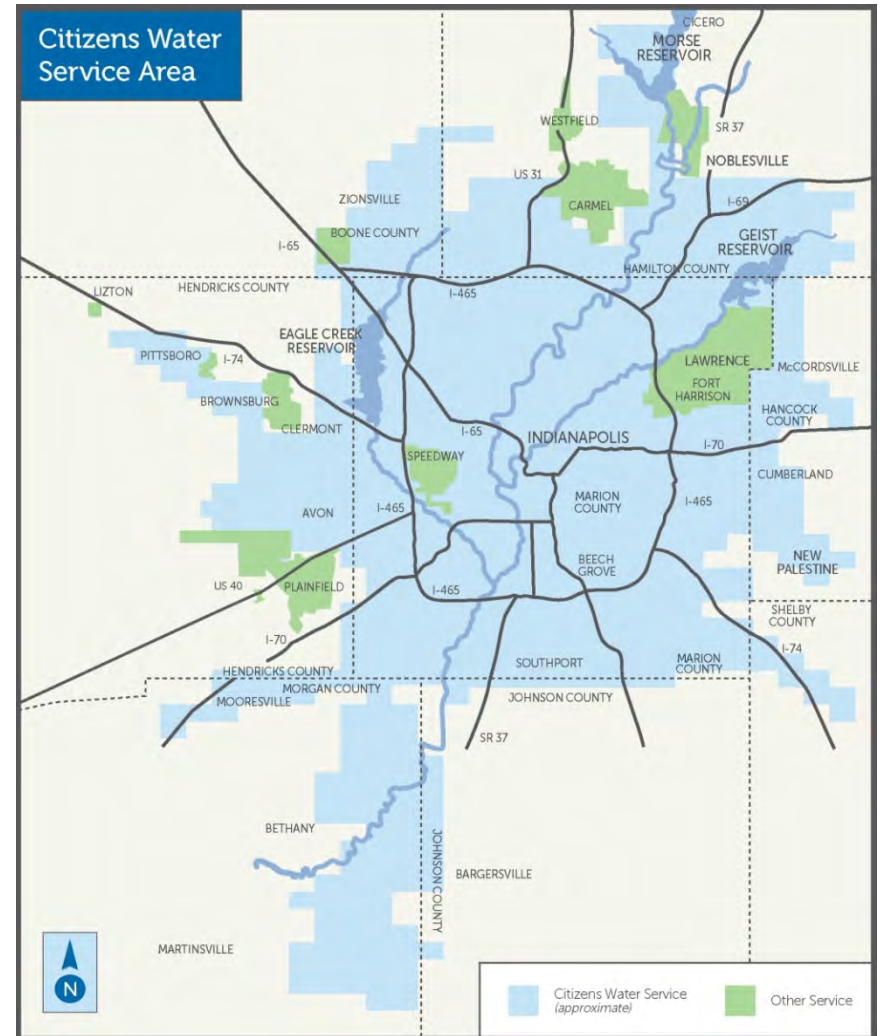 Citizens Water
Service Area
CICERO
MORSE
RESERVOIR
WESTFIELD
SR 37
NOBLESVILLE
US 31
ZIONSVILLE
CARMEL
I-69
BOONE COUNTY
GEIST
RESERVOIR
I-65
HAMILTON COUNTY
HENDRICKS COUNTY
I-465
LIZTON
EAGLE CREEK
RESERVOIR
PITTSBORO
I-74
LAWRENCE
McCORDSVILLE
FORT
HARRISON
BROWNSBURG
HANCOCK
COUNTY
CLERMONT
I-65
INDIANAPOLIS
I-70
SPEEDWAY
CUMBERLAND
MARION
COUNTY
I-465
AVON
I-465
BEECH
GROVE
NEW
PALESTINE
US 40
PLAINFIELD
I-465
SHELBY
COUNTY
I-70
I-74
HENDRICKS COUNTY
SOUTHPORT
MARION
COUNTY
MORGAN COUNTY
MOORESVILLE
JOHNSON COUNTY
SR 37
BETHANY
JOHNSON COUNTY
BARGERSVILLE
MARTINSVILLE
N
Citizens Water Service
(approximate)
Other Service